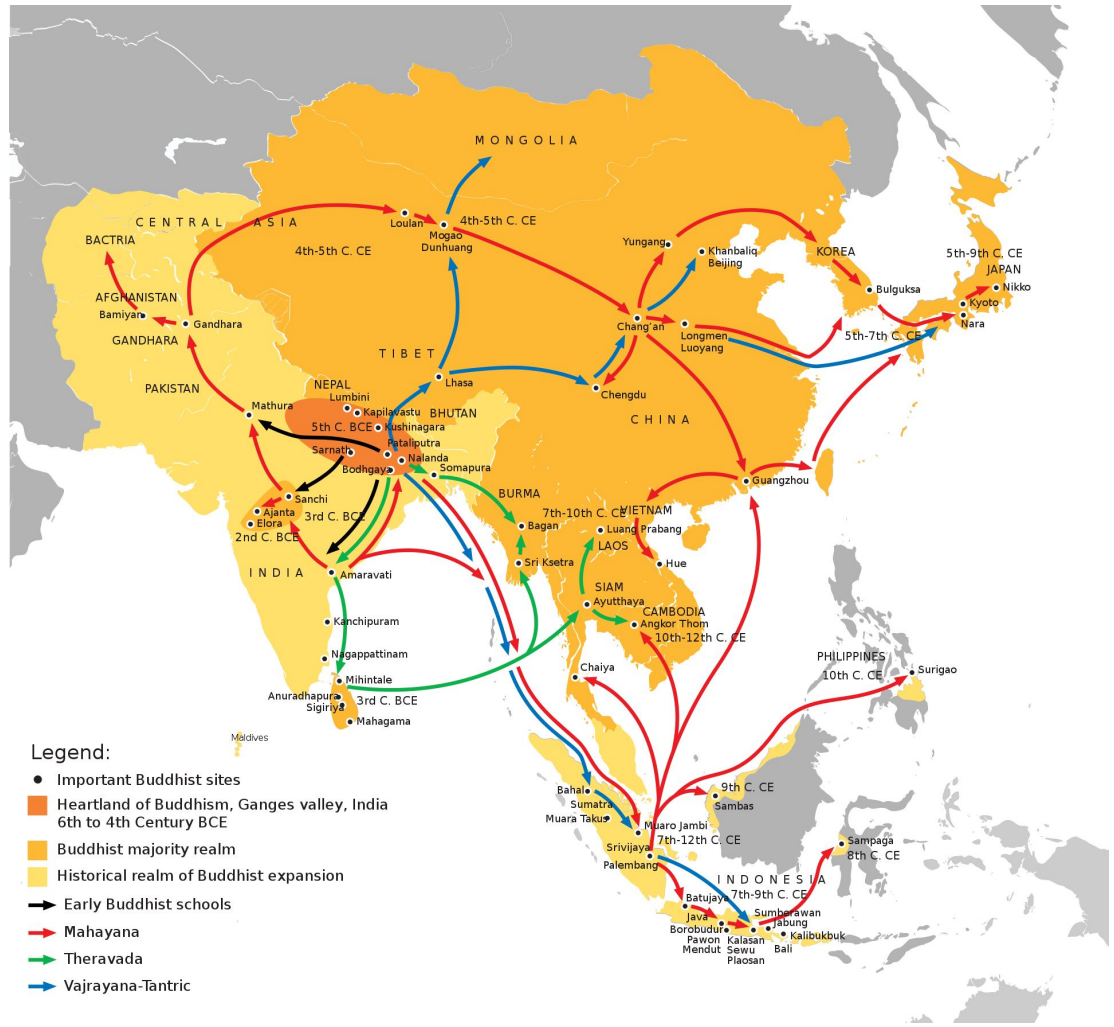 MONGOLIA
CENTRAL ASIA
Loulan
4th-5th C. CE
Mogao
Dunhuang
BACTRIA
4th-5th C. CE
Yungang
Khanbaliq
Beijing
KOREA
5th-9th C. CE
JAPAN
Nikko
Bulguksa
AFGHANISTAN
Bamiyan
Gandhara
GANDHARA
Kyoto
Nara
Chang'an
Longmen
Luoyang
5th-7th C. CE
TIBET
Lhasa
Chengdu
PAKISTAN
NEPAL
Lumbini
Kapilavastu
BHUTAN
Mathura
5th C. BCE
Kushinagara
CHINA
Sarnath
Pataliputra
Nalanda
Bodhgaya
Somapura
Guangzhou
Sanchi
Ajanta
3rd C. BCE
Elora
2nd C. BCE
BURMA
7th-10th C. CE
VIETNAM
Bagan
Luang Prabang
LAOS
Sri Ksetra
Hue
INDIA
Amaravati
SIAM
Ayutthaya
CAMBODIA
Angkor Thom
10th-12th C. CE
Kanchipuram
Nagappattinam
PHILIPPINES
10th C. CE
Surigao
Chaiya
Mihintale
Anuradhapura
3rd C. BCE
Sigiriya
Mahagama
Maldives
Legend:
Important Buddhist sites
Heartland of Buddhism, Ganges valley, India
6th to 4th Century BCE
Buddhist majority realm
Historical realm of Buddhist expansion
Early Buddhist schools
Mahayana
Theravada
Vajrayana-Tantric
Bahal
Sumatra
Muara Takus
Muaro Jambi
7th-12th C. CE
Srivijaya
Palembang
9th C. CE
Sambas
Sampaga
8th C. CE
INDONESIA
7th-9th C. CE
Batujaya
Java
Borobudur
Pawon
Mendut
Kalasan
Sewu
Plaosan
Sumberawan
Jabung
Kalibukbuk
Bali